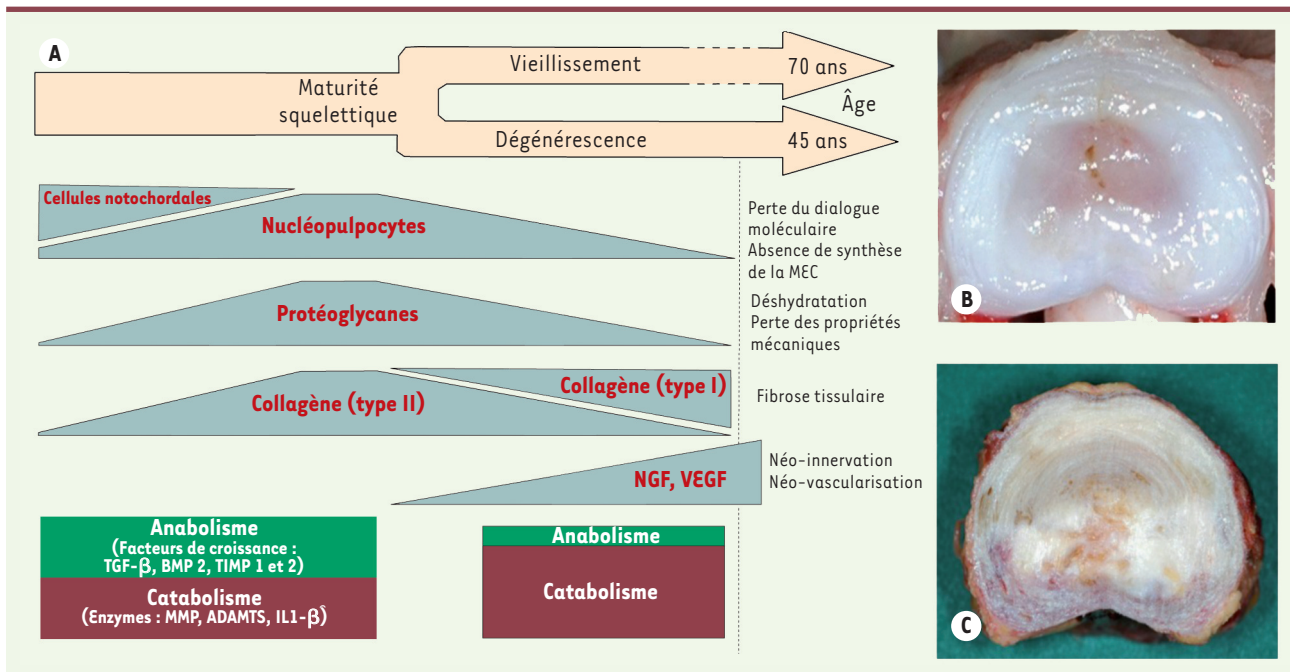 A
Vieillissement
70 ans
Maturité
squelettique
Âge
Dégénérescence
45 ans
Cellules notochordales
Nucléopulpocytes
Perte du dialogue
moléculaire
Absence de synthèse
de la MEC
Protéoglycanes
Déshydratation
Perte des propriétés
mécaniques
Collagène (type I)
Collagène (type II)
Fibrose tissulaire
NGF, VEGF
Néo-innervation
Néo-vascularisation
Anabolisme
(Facteurs de croissance :
TGF-β, BMP 2, TIMP 1 et 2)
Catabolisme
(Enzymes : MMP, ADAMTS, IL1-β)
Anabolisme
Catabolisme
B
C